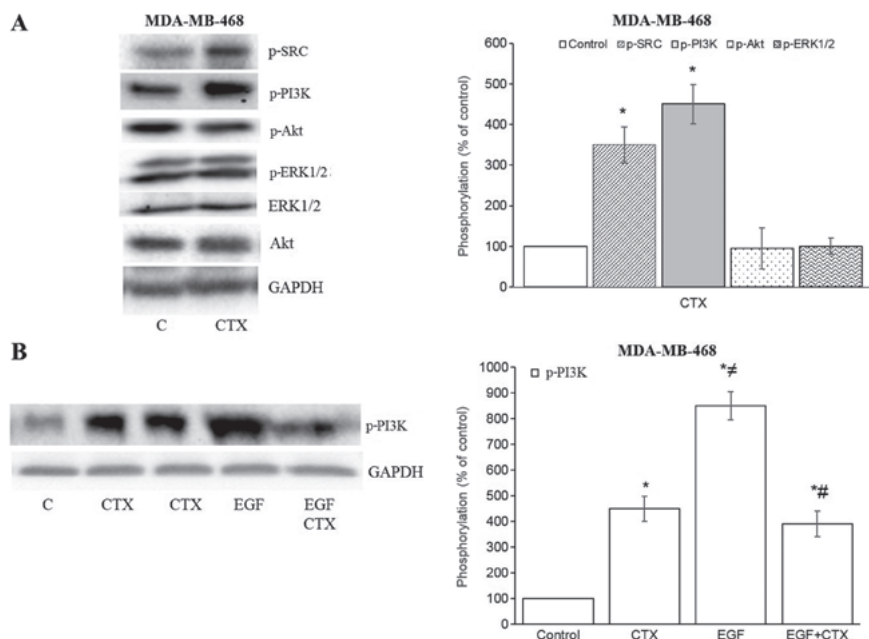 A
MDA-MB-468
p-SRC
p-PI3K
p-Akt
p-ERK1/2
ERK1/2
Akt
GAPDH
C CTX
MDA-MB-468
Control p-SRC p-PI3K p-Akt p-ERK1/2
Phosphorylation (% of control)
600
500
400
300
200
100
0
*
*
CTX
B
p-PI3K
GAPDH
C CTX CTX EGF EGF
CTX
MDA-MB-468
p-PI3K
Phosphorylation (% of control)
1000
900
800
700
600
500
400
300
200
100
0
*
*≠
*#
Control CTX EGF EGF+CTX